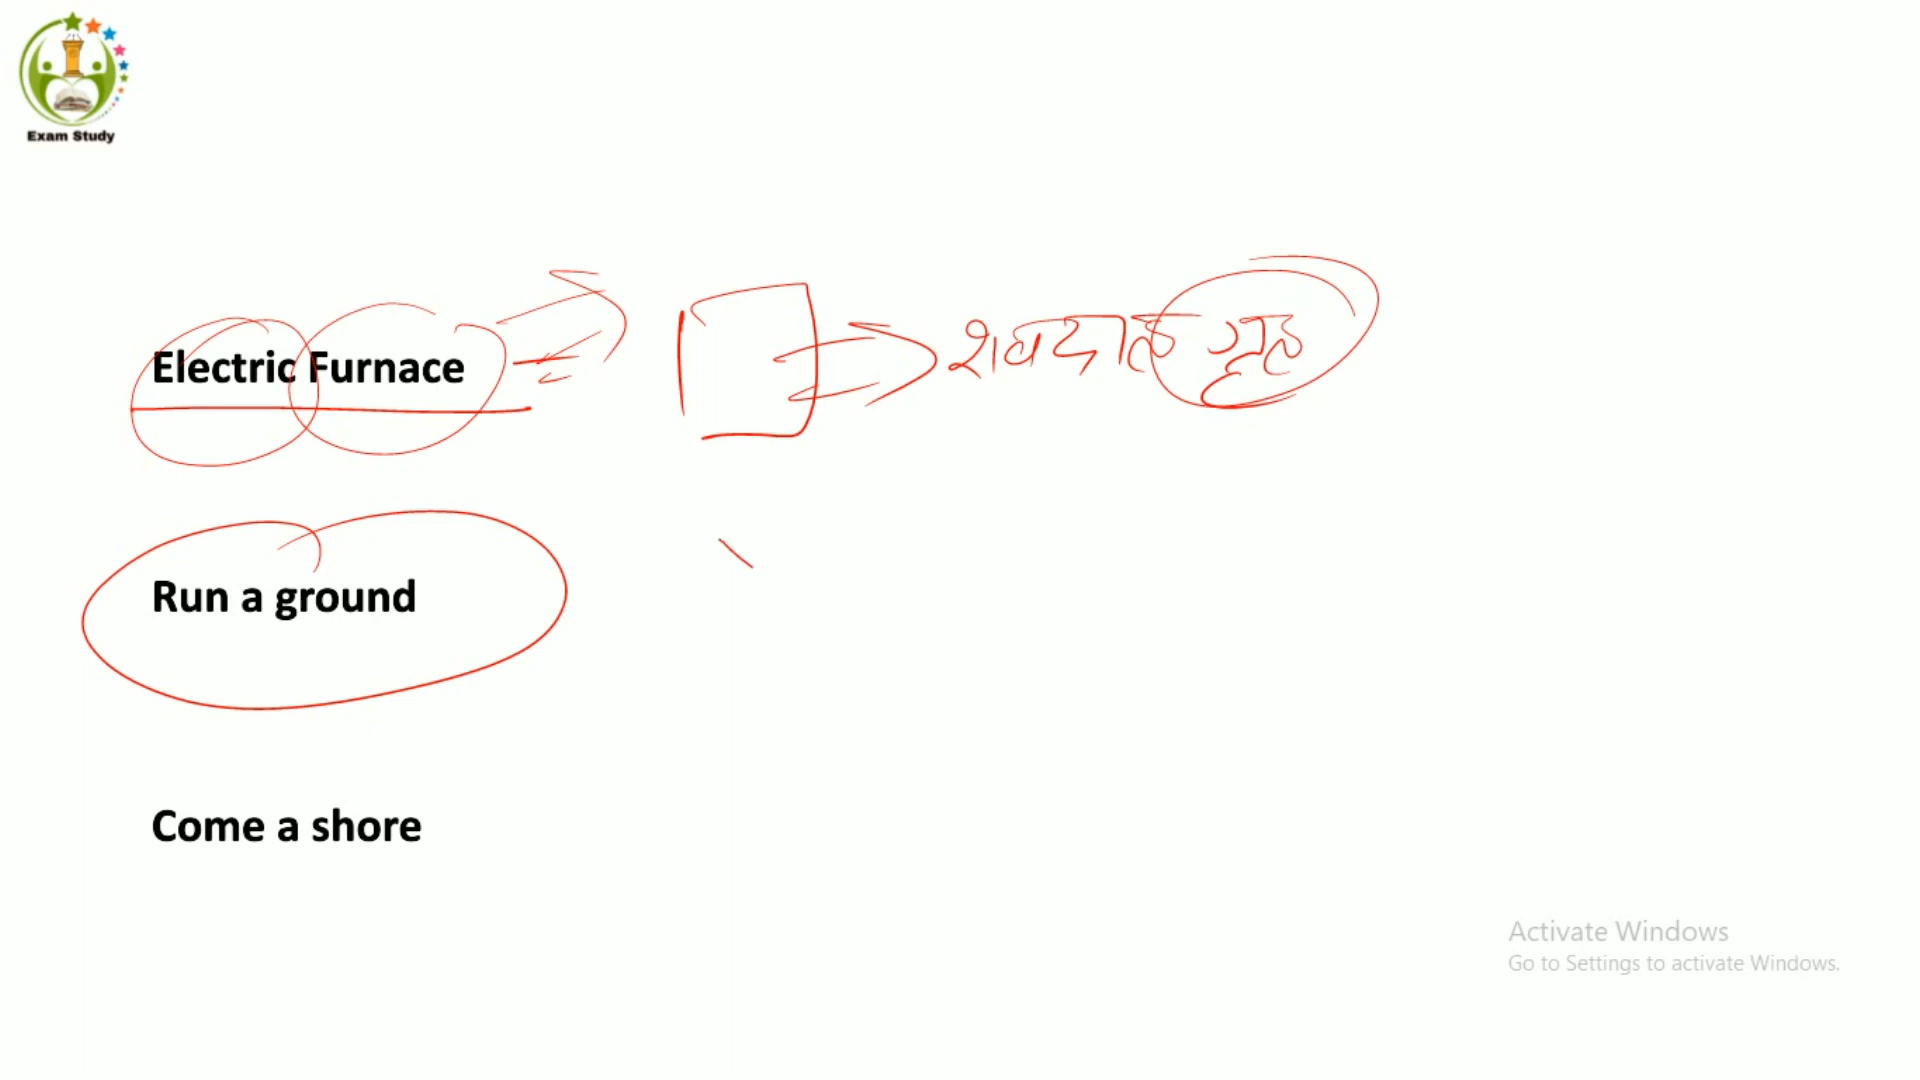 Exam Study
Electric Furnace शवदाह गृह
Run a ground
Come a shore
Activate Windows
Go to Settings to activate Windows.